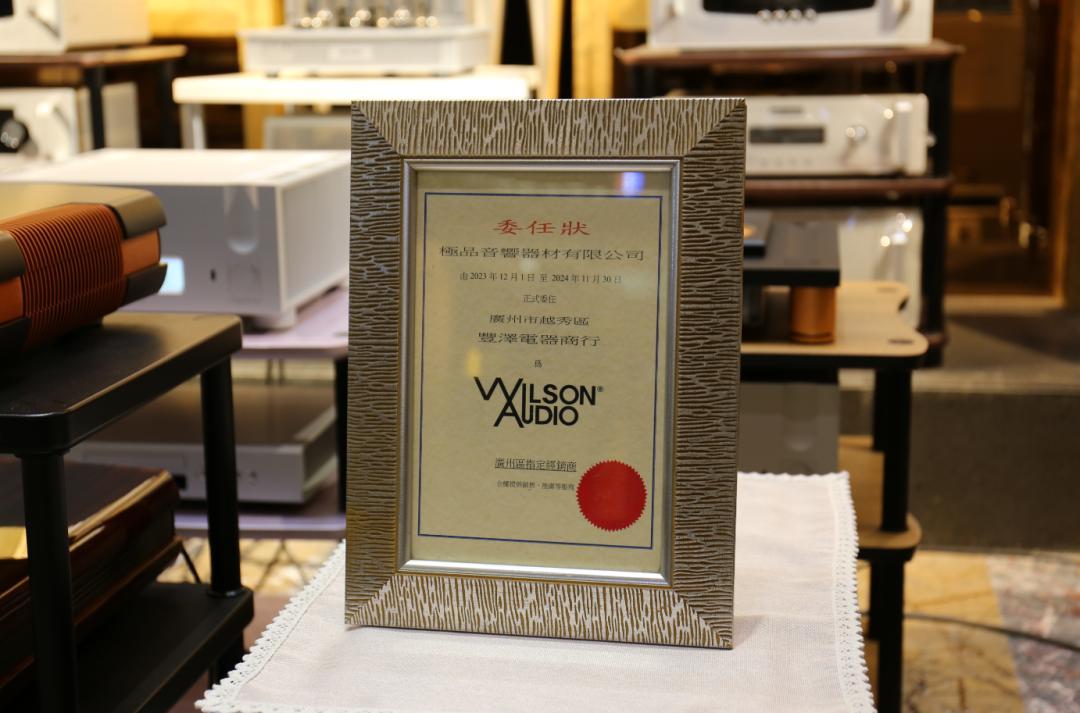 委任狀
極品音響器材有限公司
由 2023 年 12 月 1 日 至 2024 年 11 月 30 日
正式委任
廣州市越秀區
豐澤電器商行
為
WILSON®
AUDIO
廣州區指定經銷商